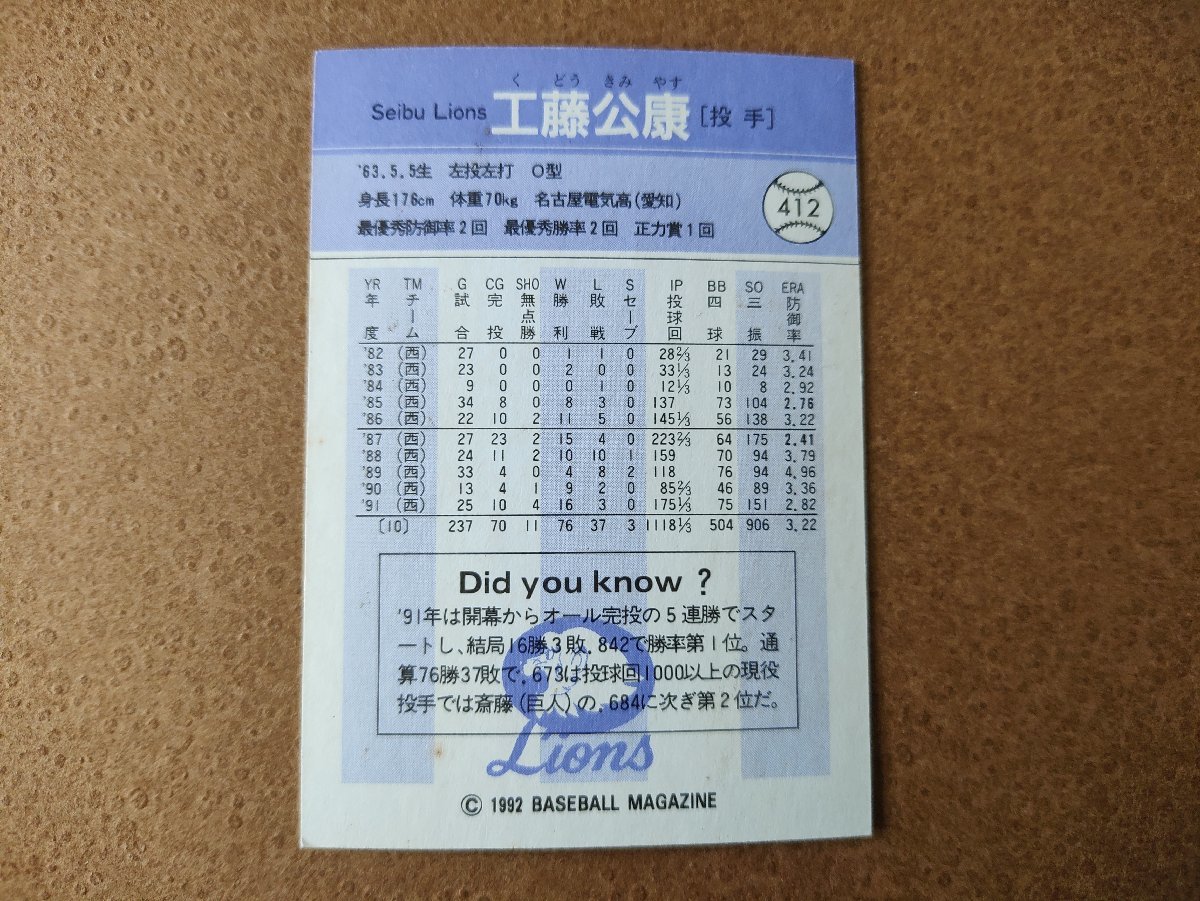 く どう きみ やす
Seibu Lions 工藤公康 [投手]
'63.5.5生 左投左打 O型
身長176cm 体重70kg 名古屋電気高(愛知)
412
最優秀防御率2回 最優秀勝率2回 正力賞1回
YR TM G CG SHO W L S IP BB SO ERA
年度 チーム 試合 完投 無点勝 勝利 敗戦 セーブ 投球回 四球 三振 防御率
'82 (西) 27 0 0 1 1 0 28⅔ 21 29 3.41
'83 (西) 23 0 0 2 0 0 33⅓ 13 24 3.24
'84 (西) 9 0 0 0 1 0 12⅓ 10 8 2.92
'85 (西) 34 8 0 8 3 0 137 73 104 2.76
'86 (西) 22 10 2 11 5 0 145⅓ 56 138 3.22
'87 (西) 27 23 2 15 4 0 223⅔ 64 175 2.41
'88 (西) 24 11 2 10 10 1 159 70 94 3.79
'89 (西) 33 4 0 4 8 2 118 76 94 4.96
'90 (西) 13 4 1 9 2 0 85⅔ 46 89 3.36
'91 (西) 25 10 4 16 3 0 175⅓ 75 151 2.82
〔10〕 237 70 11 76 37 3 1118⅓ 504 906 3.22
Did you know ?
'91年は開幕からオール完投の5連勝でスタ
ートし、結局16勝3敗.842で勝率第1位。通
算76勝37敗で.673は投球回1000以上の現役
投手では斎藤(巨人)の.684に次ぎ第2位だ。
Lions
© 1992 BASEBALL MAGAZINE